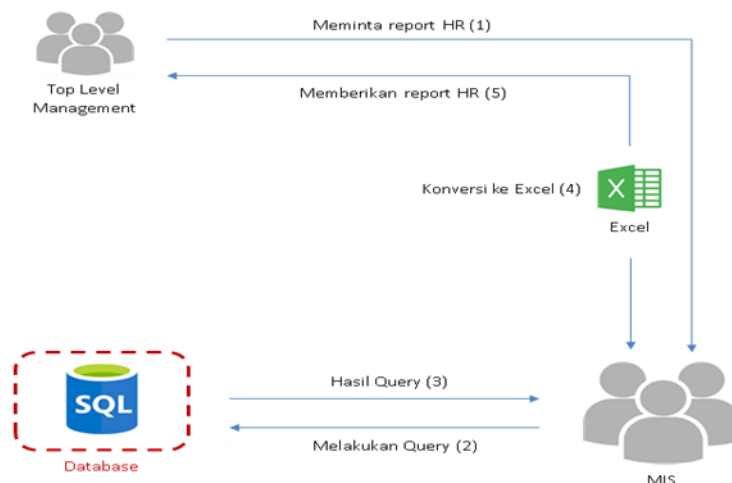 Meminta report HR (1)
Top Level
Management
Memberikan report HR (5)
Konversi ke Excel (4)
X
Excel
SQL
Database
Hasil Query (3)
Melakukan Query (2)
MIS